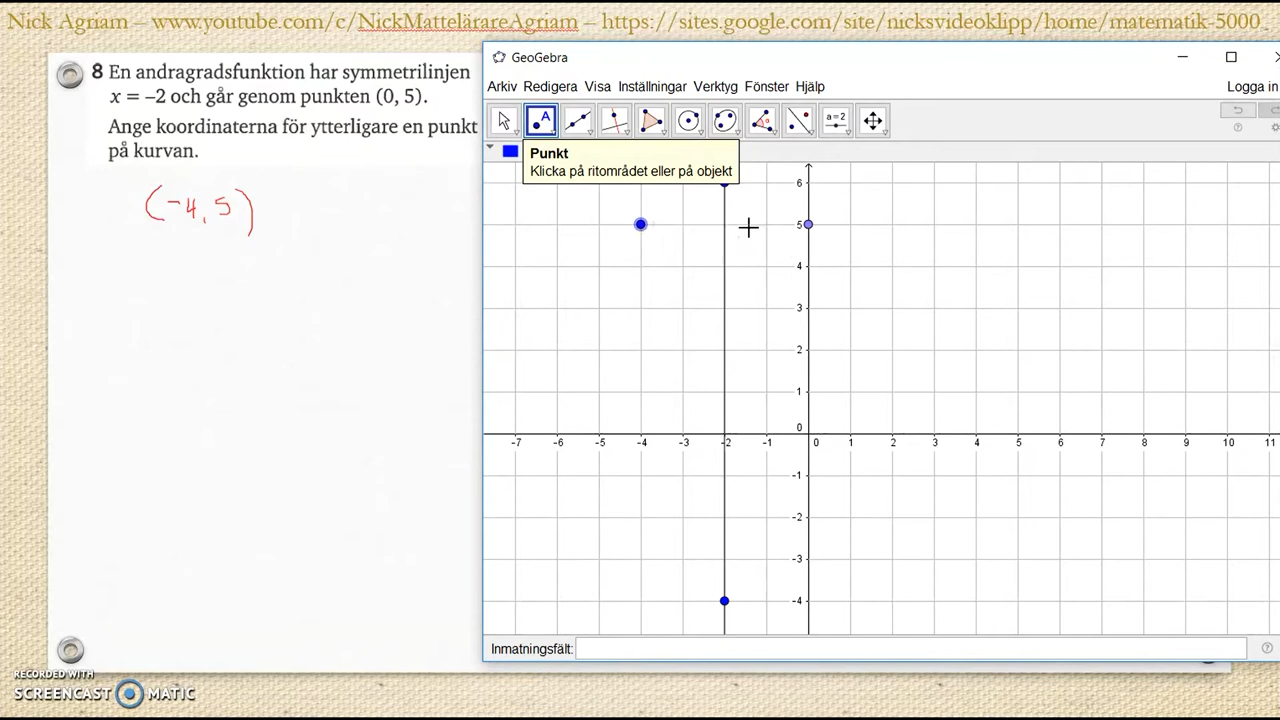 Nick Agriam – www.youtube.com/c/NickMattelärareAgriam – https://sites.google.com/site/nicksvideoklipp/home/matematik-5000
8 En andragradsfunktion har symmetrilinjen
x = –2 och går genom punkten (0, 5).
Ange koordinaterna för ytterligare en punkt
på kurvan.
(-4, 5)
GeoGebra
Arkiv Redigera Visa Inställningar Verktyg Fönster Hjälp
Logga in
A
a=2
Punkt
Klicka på ritområdet eller på objekt
6
5
4
3
2
1
0
-7 -6 -5 -4 -3 -2 -1 0 1 2 3 4 5 6 7 8 9 10 11
-1
-2
-3
-4
Inmatningsfält:
RECORDED WITH
SCREENCAST MATIC